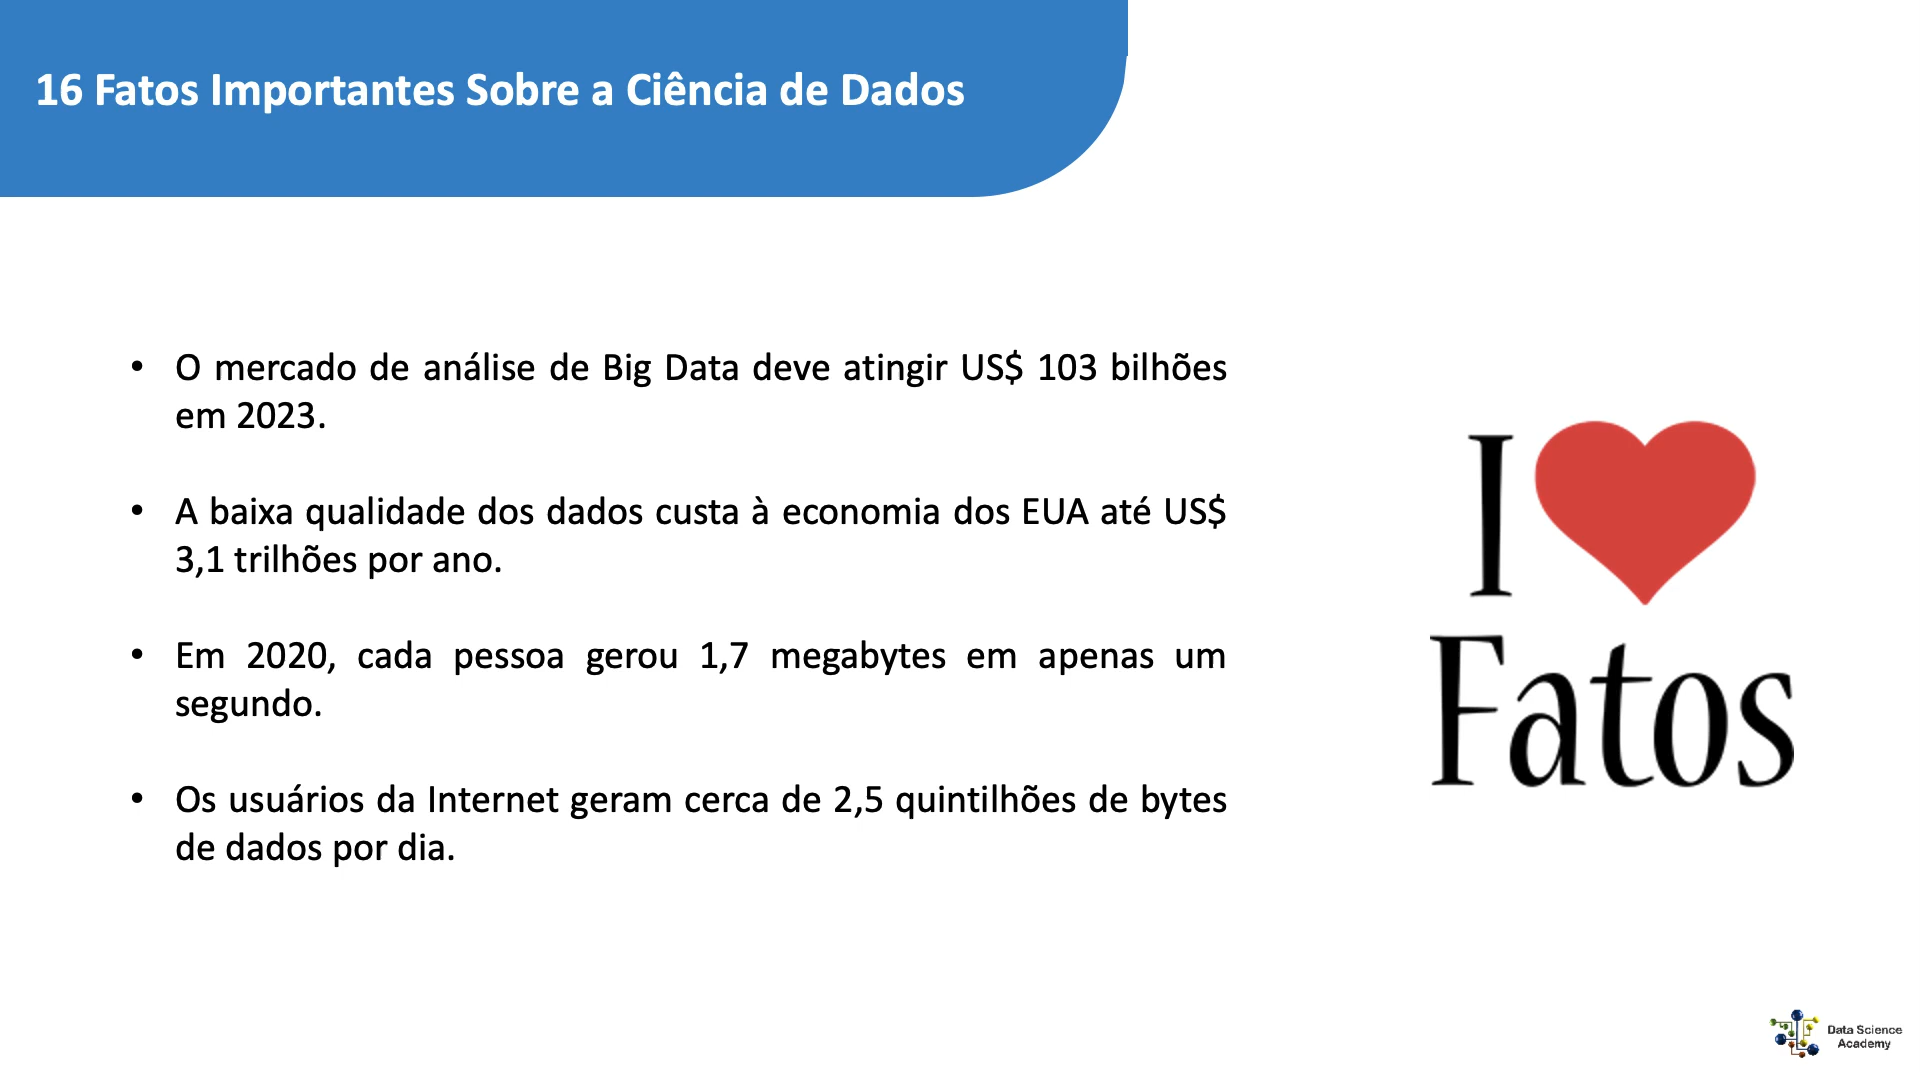 16 Fatos Importantes Sobre a Ciência de Dados
• O mercado de análise de Big Data deve atingir US$ 103 bilhões
em 2023.
• A baixa qualidade dos dados custa à economia dos EUA até US$
3,1 trilhões por ano.
• Em 2020, cada pessoa gerou 1,7 megabytes em apenas um
segundo.
• Os usuários da Internet geram cerca de 2,5 quintilhões de bytes
de dados por dia.
I
Fatos
Data Science
Academy